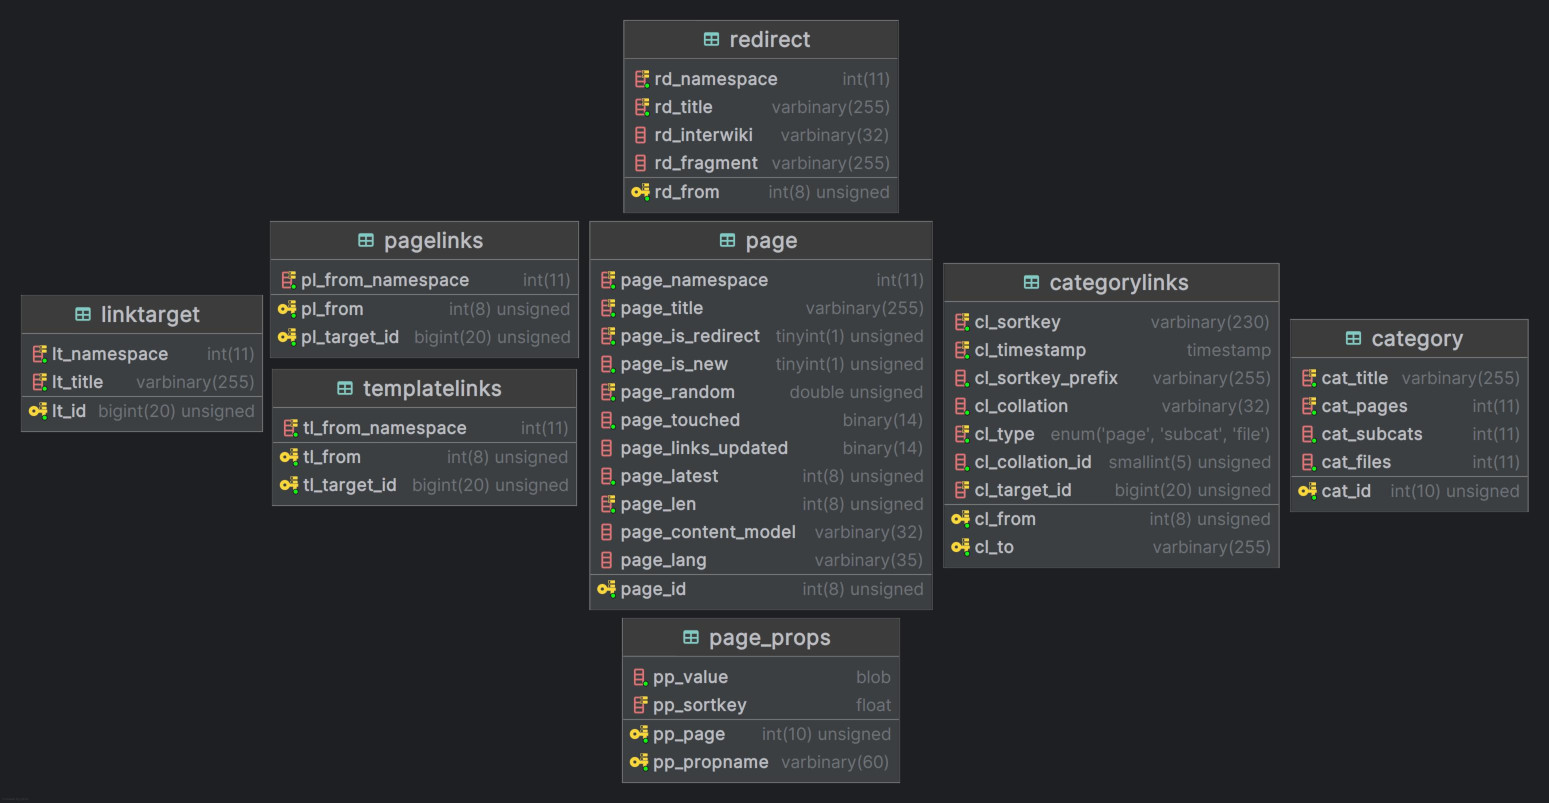 redirect
rd_namespace int(11)
rd_title varbinary(255)
rd_interwiki varbinary(32)
rd_fragment varbinary(255)
rd_from int(8) unsigned
pagelinks
pl_from_namespace int(11)
pl_from int(8) unsigned
pl_target_id bigint(20) unsigned
page
page_namespace int(11)
page_title varbinary(255)
page_is_redirect tinyint(1) unsigned
page_is_new tinyint(1) unsigned
page_random double unsigned
page_touched binary(14)
page_links_updated binary(14)
page_latest int(8) unsigned
page_len int(8) unsigned
page_content_model varbinary(32)
page_lang varbinary(35)
page_id int(8) unsigned
categorylinks
cl_sortkey varbinary(230)
cl_timestamp timestamp
cl_sortkey_prefix varbinary(255)
cl_collation varbinary(32)
cl_type enum('page', 'subcat', 'file')
cl_collation_id smallint(5) unsigned
cl_target_id bigint(20) unsigned
cl_from int(8) unsigned
cl_to varbinary(255)
linktarget
lt_namespace int(11)
lt_title varbinary(255)
lt_id bigint(20) unsigned
category
cat_title varbinary(255)
cat_pages int(11)
cat_subcats int(11)
cat_files int(11)
cat_id int(10) unsigned
templatelinks
tl_from_namespace int(11)
tl_from int(8) unsigned
tl_target_id bigint(20) unsigned
page_props
pp_value blob
pp_sortkey float
pp_page int(10) unsigned
pp_propname varbinary(60)